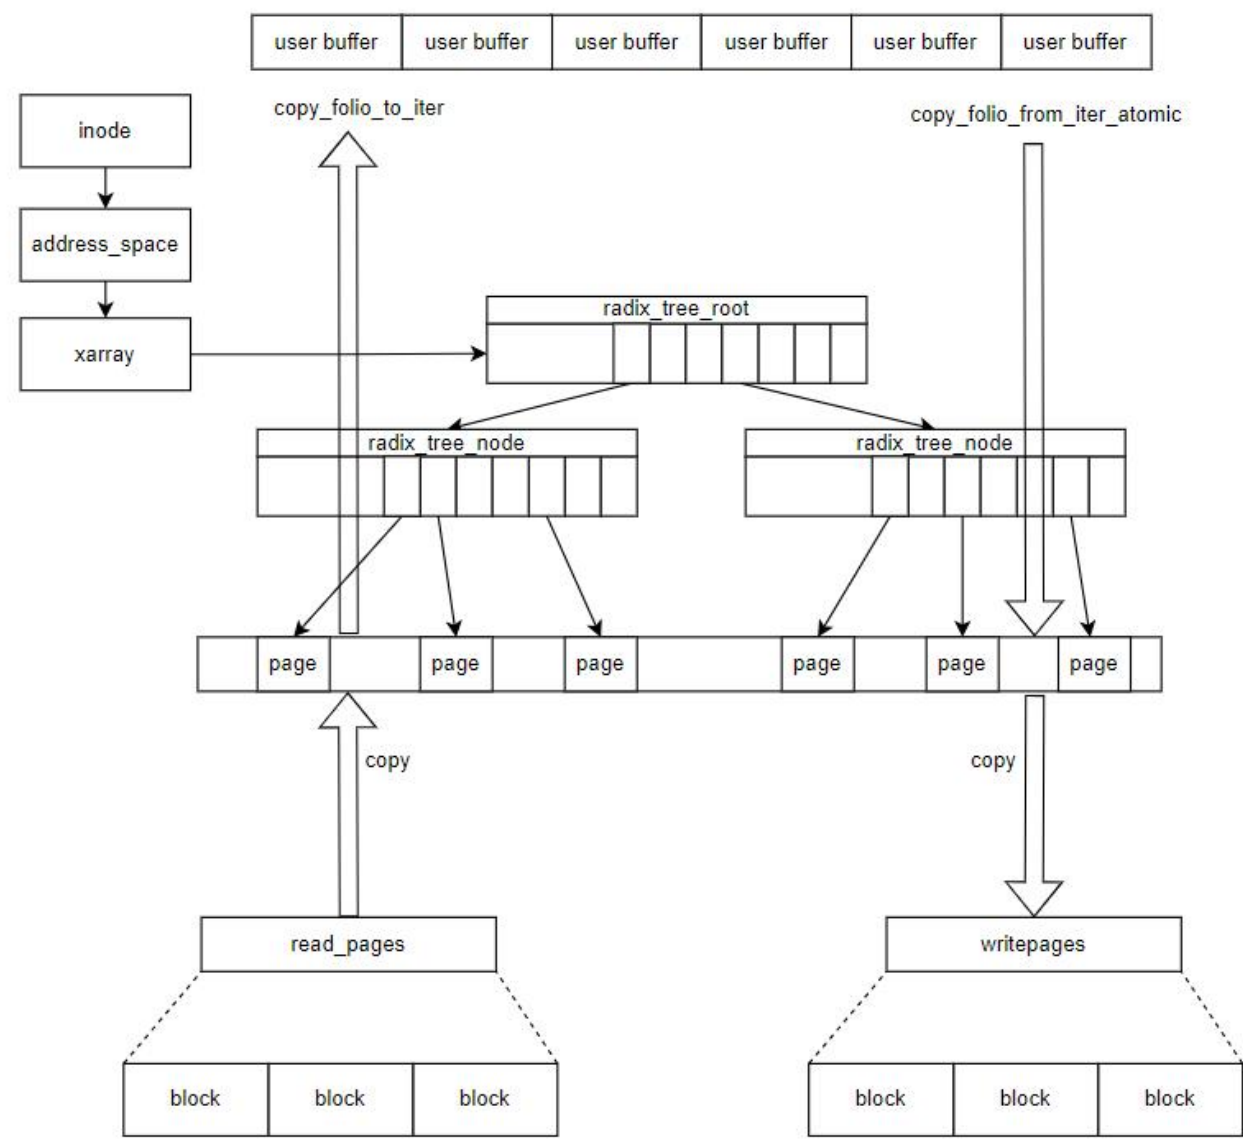 user buffer user buffer user buffer user buffer user buffer user buffer
copy_folio_to_iter
copy_folio_from_iter_atomic
inode
address_space
xarray
radix_tree_root
radix_tree_node
radix_tree_node
page page page page page page
copy
copy
read_pages
writepages
block block block
block block block